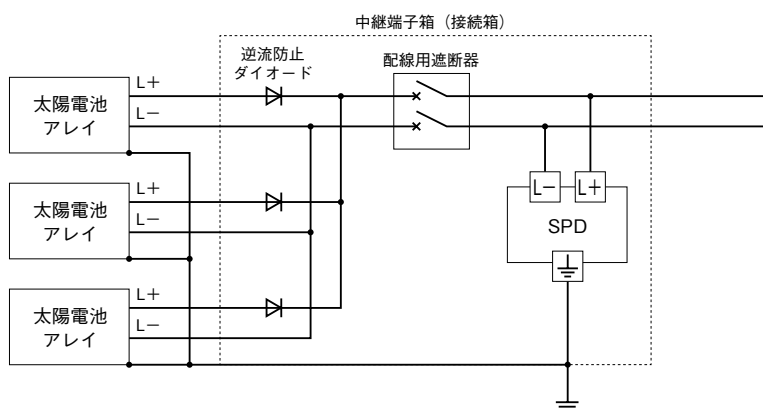 中継端子箱（接続箱）
逆流防止
ダイオード
配線用遮断器
太陽電池
アレイ
L+
L−
太陽電池
アレイ
L+
L−
太陽電池
アレイ
L+
L−
L−
L+
SPD